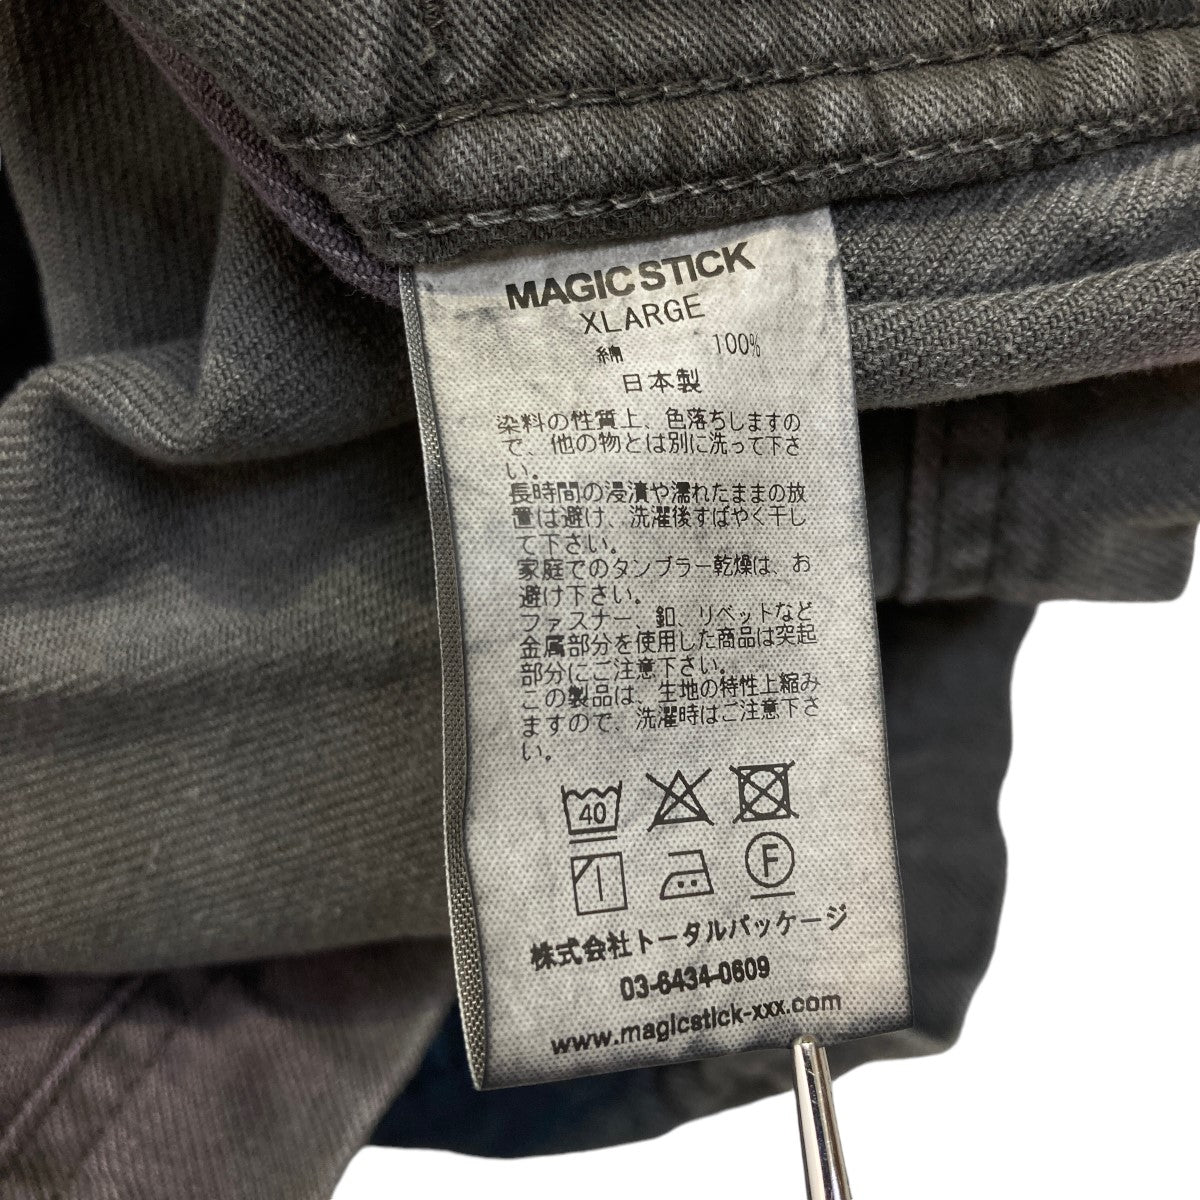 MAGIC STICK
XLARGE
綿 100%
日本製
染料の性質上、色落ちしますの
で、他の物とは別に洗って下さ
い。
長時間の浸漬や濡れたままの放
置は避け、洗濯後すばやく干し
て下さい。
家庭でのタンブラー乾燥は、お
避け下さい。
ファスナー、釦、リベットなど
金属部分を使用した商品は突起
部分にご注意下さい。
この製品は、生地の特性上縮み
ますので、洗濯時はご注意下さ
い。
40
F
株式会社トータルパッケージ
03-6434-0609
www.magicstick-xxx.com